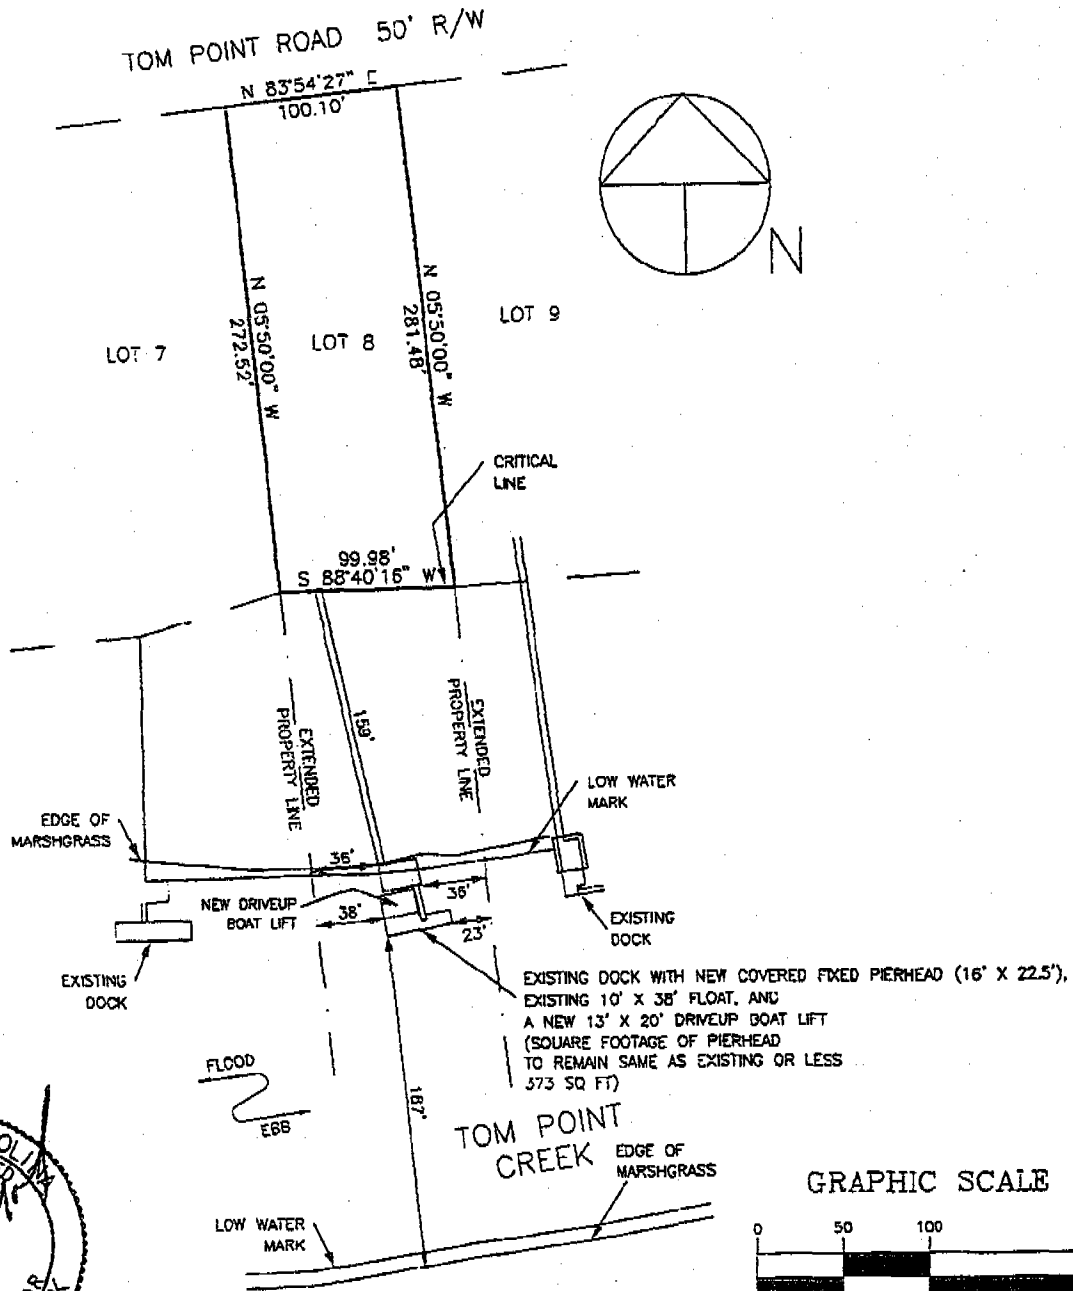 TOM POINT ROAD 50' R/W
N 83°54'27" E
100.10'
N
N 05°50'00" W
272.52'
N 05°50'00" W
281.48'
LOT 7
LOT 8
LOT 9
CRITICAL
LINE
99.98'
S 88°40'16" W
159'
EXTENDED
PROPERTY LINE
EXTENDED
PROPERTY LINE
LOW WATER
MARK
EDGE OF
MARSHGRASS
36'
36'
NEW DRIVEUP
BOAT LIFT
38'
23'
EXISTING
DOCK
EXISTING
DOCK
EXISTING DOCK WITH NEW COVERED FIXED PIERHEAD (16' X 22.5'),
EXISTING 10' X 38' FLOAT, AND
A NEW 13' X 20' DRIVEUP BOAT LIFT
(SQUARE FOOTAGE OF PIERHEAD
TO REMAIN SAME AS EXISTING OR LESS
373 SQ FT)
FLOOD
EBB
187'
TOM POINT
CREEK
EDGE OF
MARSHGRASS
LOW WATER
MARK
GRAPHIC SCALE
0 50 100